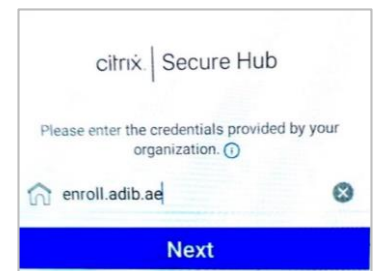 citrix. | Secure Hub
Please enter the credentials provided by your
organization.
enroll.adib.ae
Next